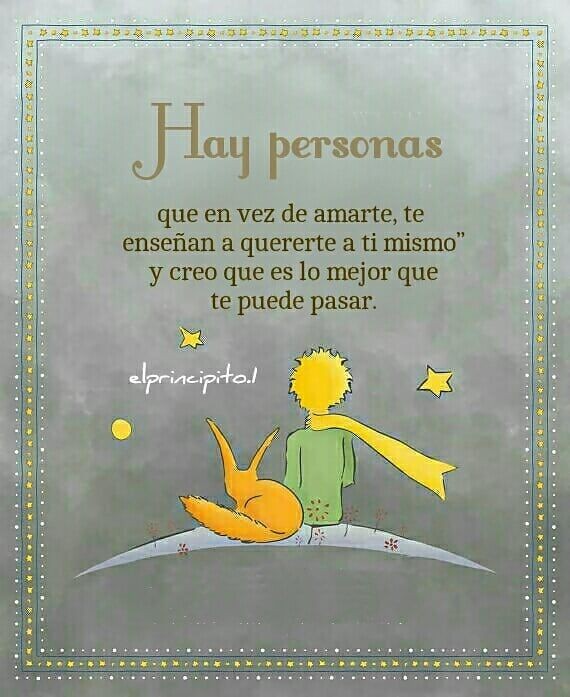 Hay personas
que en vez de amarte, te
enseñan a quererte a ti mismo”
y creo que es lo mejor que
te puede pasar.
elprincipito.l